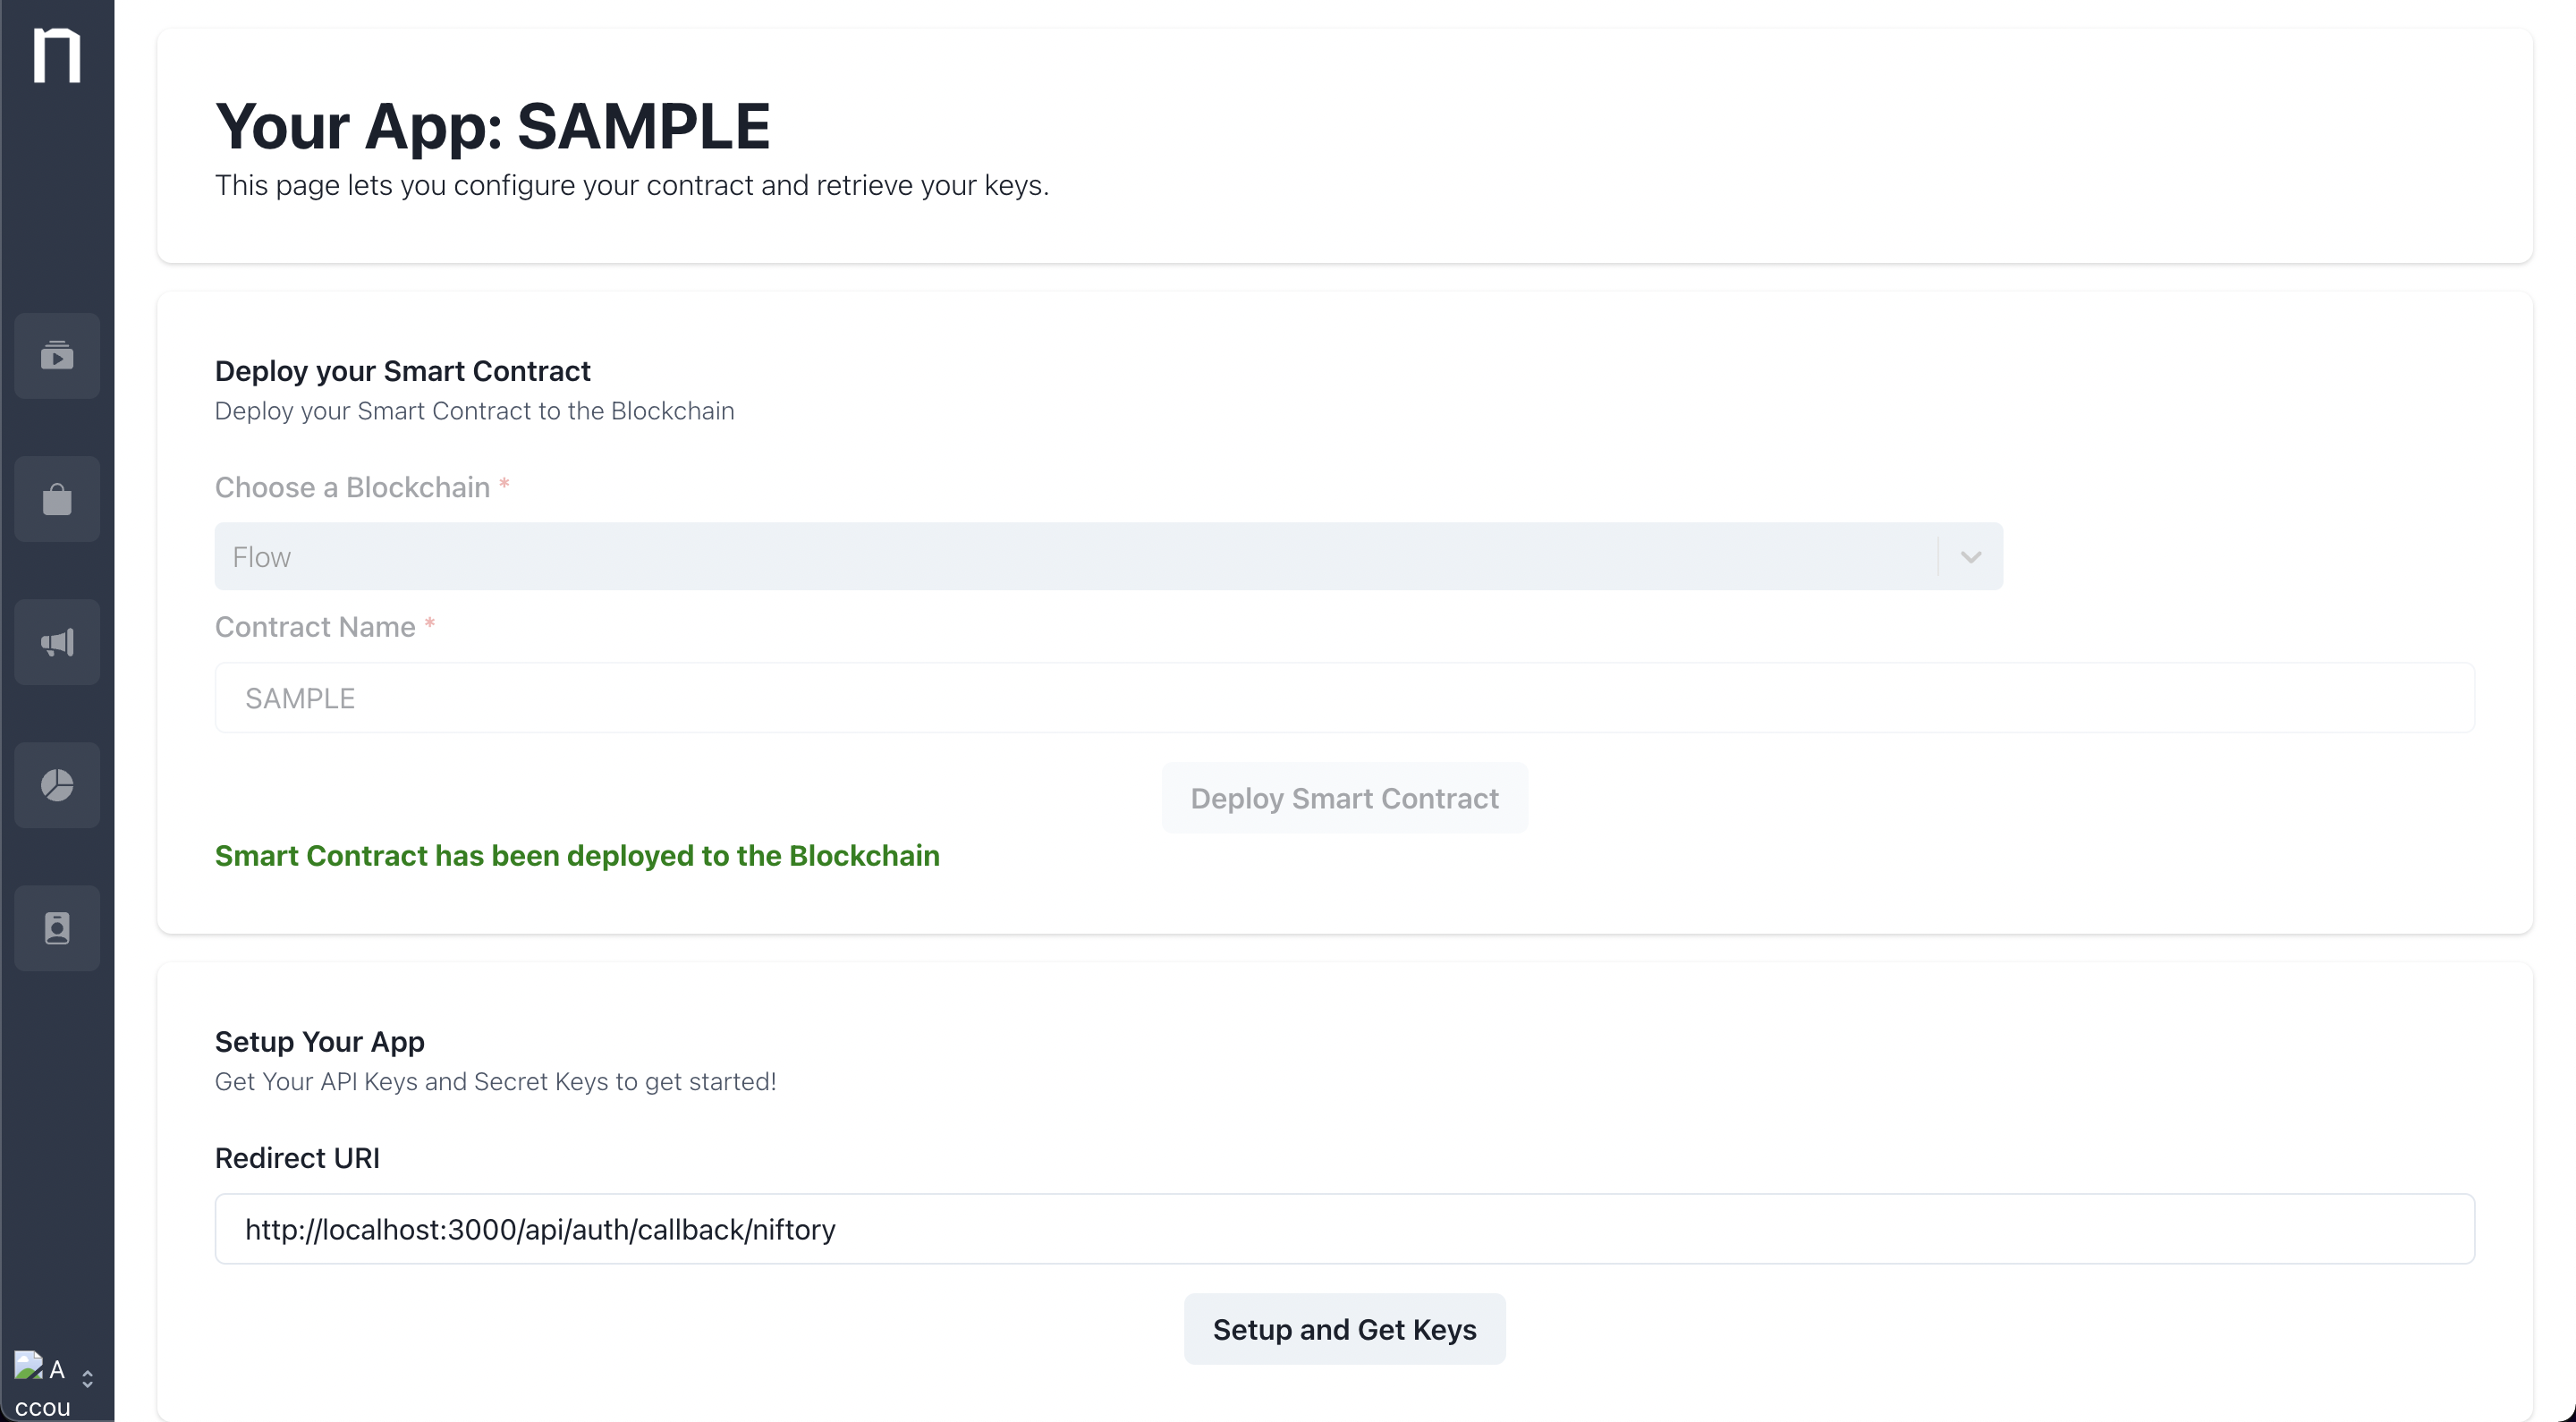 n
Your App: SAMPLE
This page lets you configure your contract and retrieve your keys.
Deploy your Smart Contract
Deploy your Smart Contract to the Blockchain
Choose a Blockchain *
Flow
Contract Name *
SAMPLE
Deploy Smart Contract
Smart Contract has been deployed to the Blockchain
Setup Your App
Get Your API Keys and Secret Keys to get started!
Redirect URI
http://localhost:3000/api/auth/callback/niftory
Setup and Get Keys
A
ccou